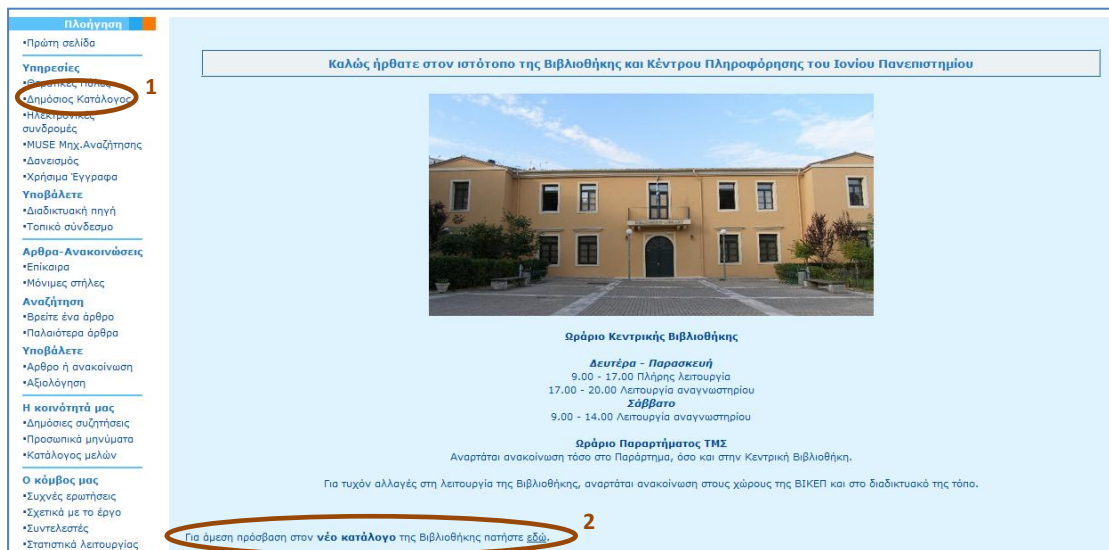 Πλοήγηση
•Πρώτη σελίδα
Υπηρεσίες
•Θεματικές Πύλες
•Δημόσιος Κατάλογος
1
•Ηλεκτρονικές
συνδρομές
•MUSE Μηχ.Αναζήτησης
•Δανεισμός
•Χρήσιμα Έγγραφα
Υποβάλετε
•Διαδικτυακή πηγή
•Τοπικό σύνδεσμο
Αρθρα-Ανακοινώσεις
•Επίκαιρα
•Μόνιμες στήλες
Αναζήτηση
•Βρείτε ένα άρθρο
•Παλαιότερα άρθρα
Υποβάλετε
•Αρθρο ή ανακοίνωση
•Αξιολόγηση
Η κοινότητά μας
•Δημόσιες συζητήσεις
•Προσωπικά μηνύματα
•Κατάλογος μελών
Ο κόμβος μας
•Συχνές ερωτήσεις
•Σχετικά με το έργο
•Συντελεστές
•Στατιστικά λειτουργίας
Καλώς ήρθατε στον ιστότοπο της Βιβλιοθήκης και Κέντρου Πληροφόρησης του Ιονίου Πανεπιστημίου
Ωράριο Κεντρικής Βιβλιοθήκης
Δευτέρα - Παρασκευή
9.00 - 17.00 Πλήρης λειτουργία
17.00 - 20.00 Λειτουργία αναγνωστηρίου
Σάββατο
9.00 - 14.00 Λειτουργία αναγνωστηρίου
Ωράριο Παραρτήματος ΤΜΣ
Αναρτάται ανακοίνωση τόσο στο Παράρτημα, όσο και στην Κεντρική Βιβλιοθήκη.
Για τυχόν αλλαγές στη λειτουργία της Βιβλιοθήκης, αναρτάται ανακοίνωση στους χώρους της ΒΙΚΕΠ και στο διαδικτυακό της τόπο.
2
Για άμεση πρόσβαση στον νέο κατάλογο της Βιβλιοθήκης πατήστε εδώ.